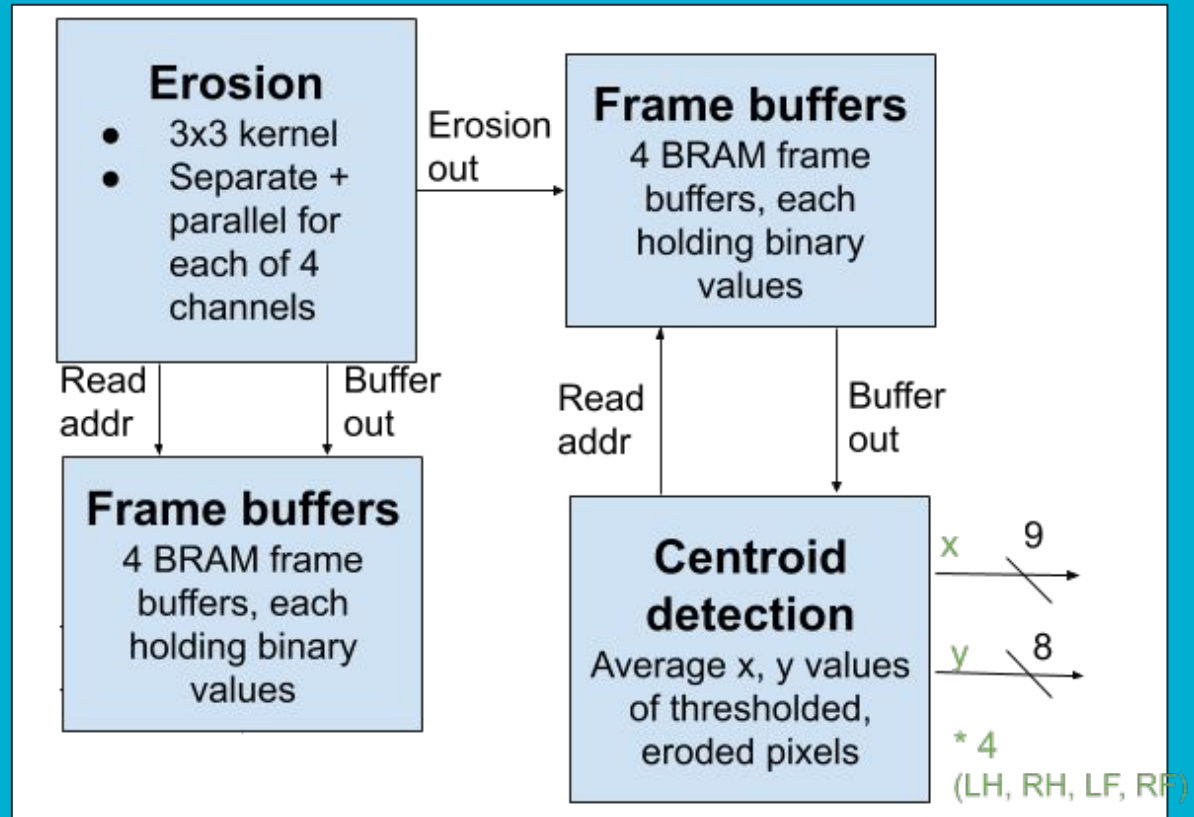 Erosion
● 3x3 kernel
● Separate +
parallel for
each of 4
channels
Erosion
out
Frame buffers
4 BRAM frame
buffers, each
holding binary
values
Read
addr
Buffer
out
Read
addr
Buffer
out
Frame buffers
4 BRAM frame
buffers, each
holding binary
values
Centroid
detection
Average x, y values
of thresholded,
eroded pixels
x 9
y 8
* 4
(LH, RH, LF, RF)